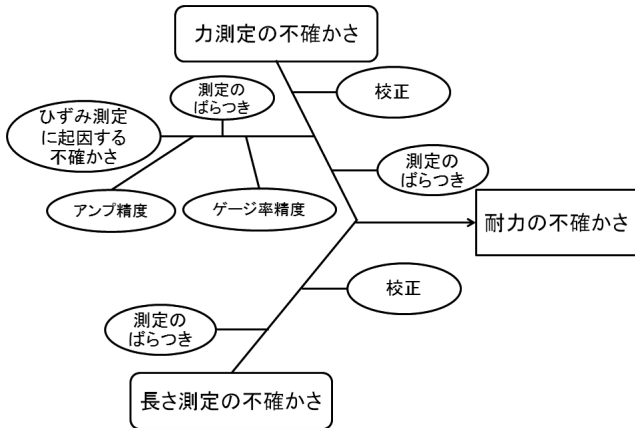 力測定の不確かさ
測定の
ばらつき
校正
ひずみ測定
に起因する
不確かさ
測定の
ばらつき
アンプ精度
ゲージ率精度
耐力の不確かさ
校正
測定の
ばらつき
長さ測定の不確かさ